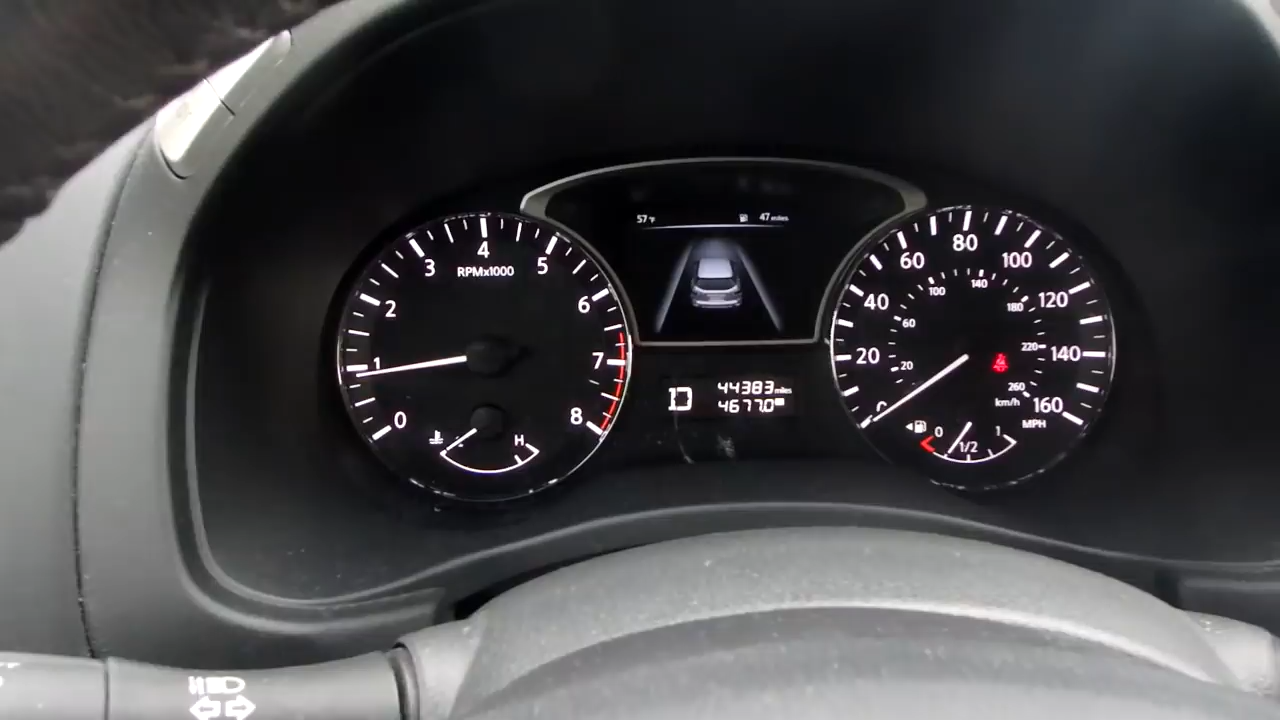 57°F 47 miles
RPMx1000
0 1 2 3 4 5 6 7 8
H
D
44383 miles
4677.0
0 20 40 60 80 100 120 140 160
20 60 100 140 180 220 260
km/h
MPH
0 1/2 1